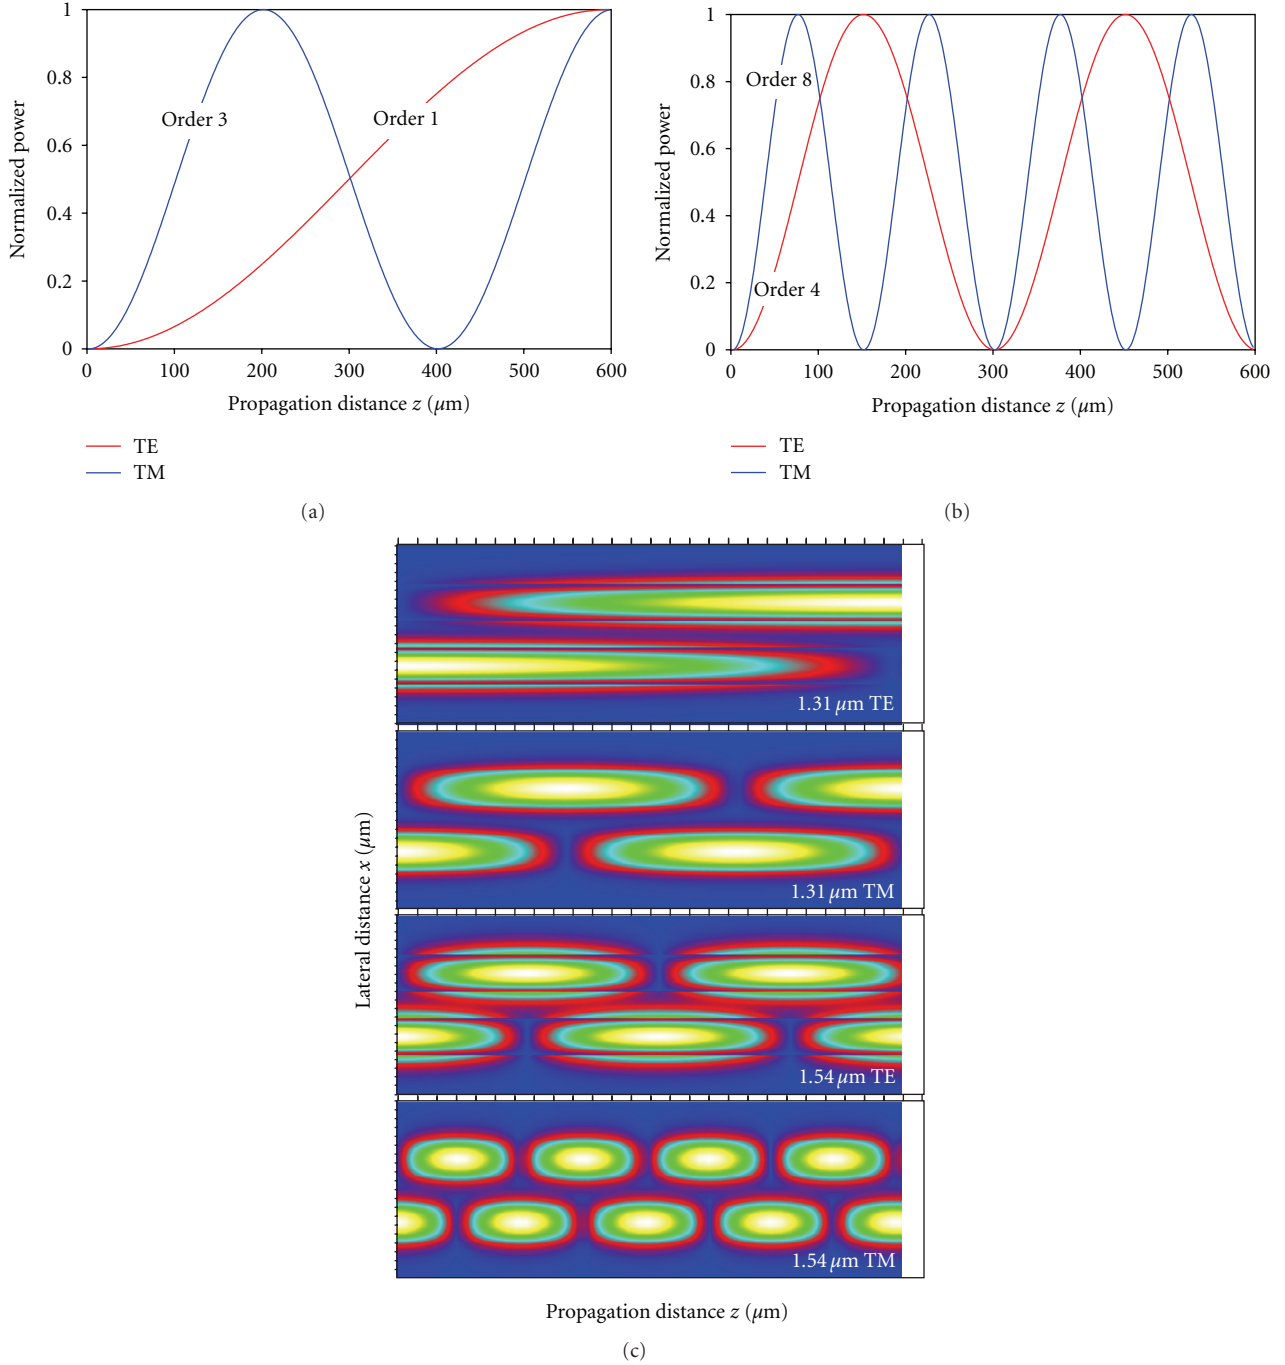 1
0.8
0.6
0.4
0.2
0
Normalized power
Order 3
Order 1
0 100 200 300 400 500 600
Propagation distance z (μm)
TE
TM
(a)
1
0.8
0.6
0.4
0.2
0
Normalized power
Order 8
Order 4
0 100 200 300 400 500 600
Propagation distance z (μm)
TE
TM
(b)
Lateral distance x (μm)
1.31 μm TE
1.31 μm TM
1.54 μm TE
1.54 μm TM
Propagation distance z (μm)
(c)